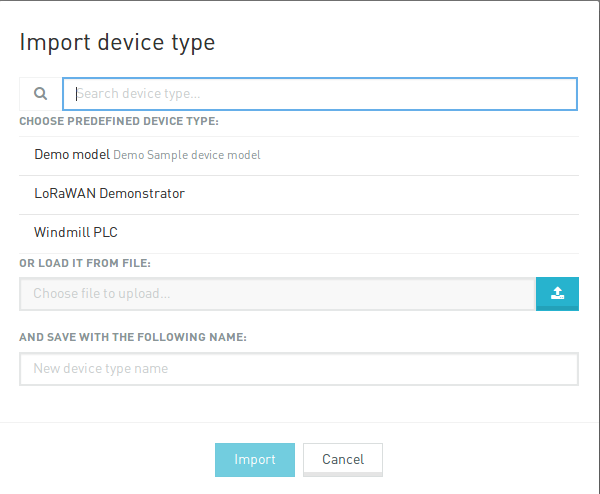 Import device type
Search device type...
CHOOSE PREDEFINED DEVICE TYPE:
Demo model Demo Sample device model
LoRaWAN Demonstrator
Windmill PLC
OR LOAD IT FROM FILE:
Choose file to upload...
AND SAVE WITH THE FOLLOWING NAME:
New device type name
Import Cancel